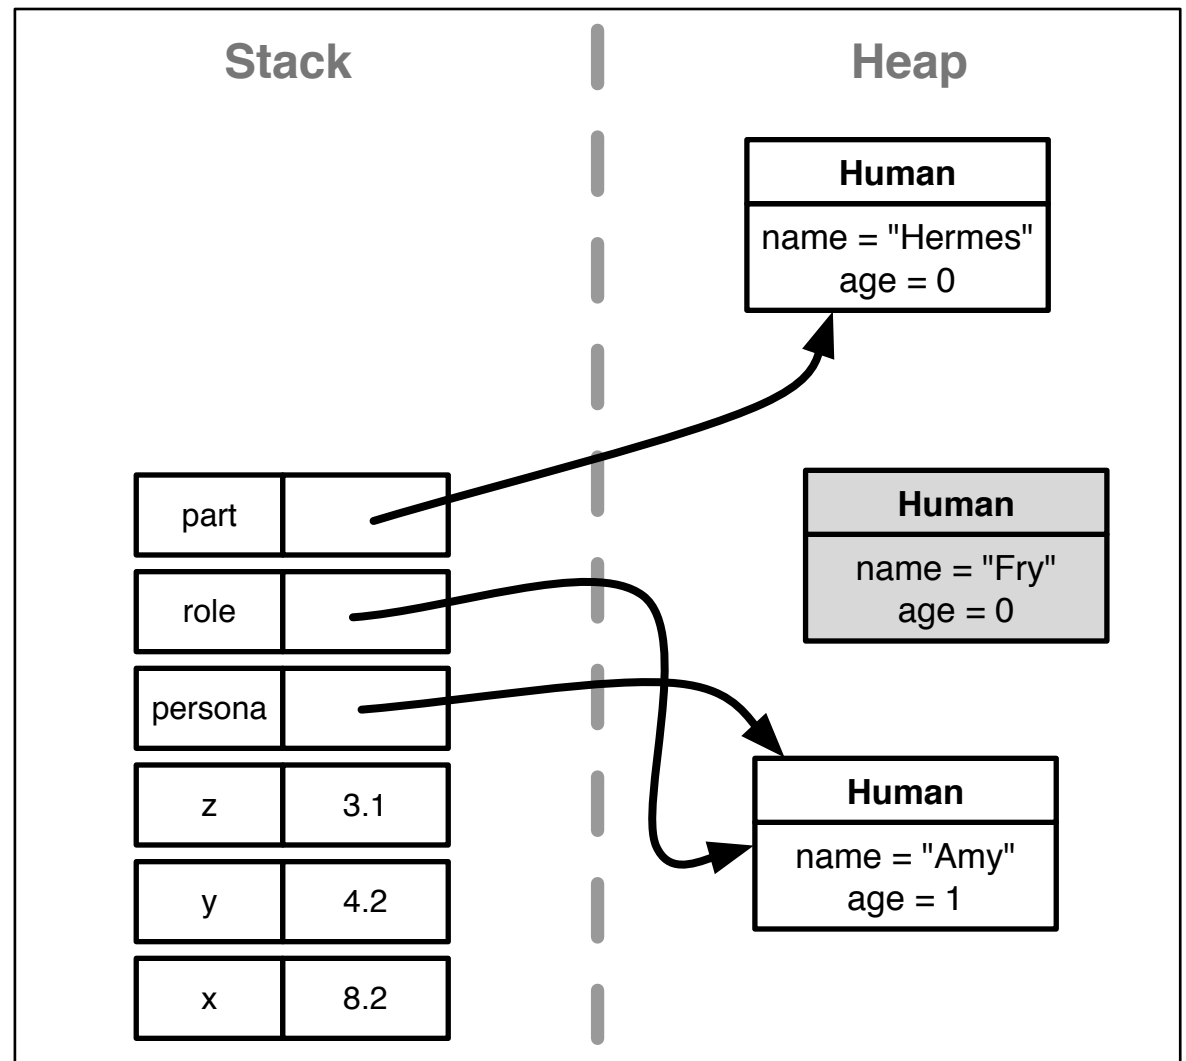 Stack
Heap
Human
name = "Hermes"
age = 0
part
role
persona
z 3.1
y 4.2
x 8.2
Human
name = "Fry"
age = 0
Human
name = "Amy"
age = 1